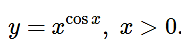 y = x^{cos x}, x > 0.